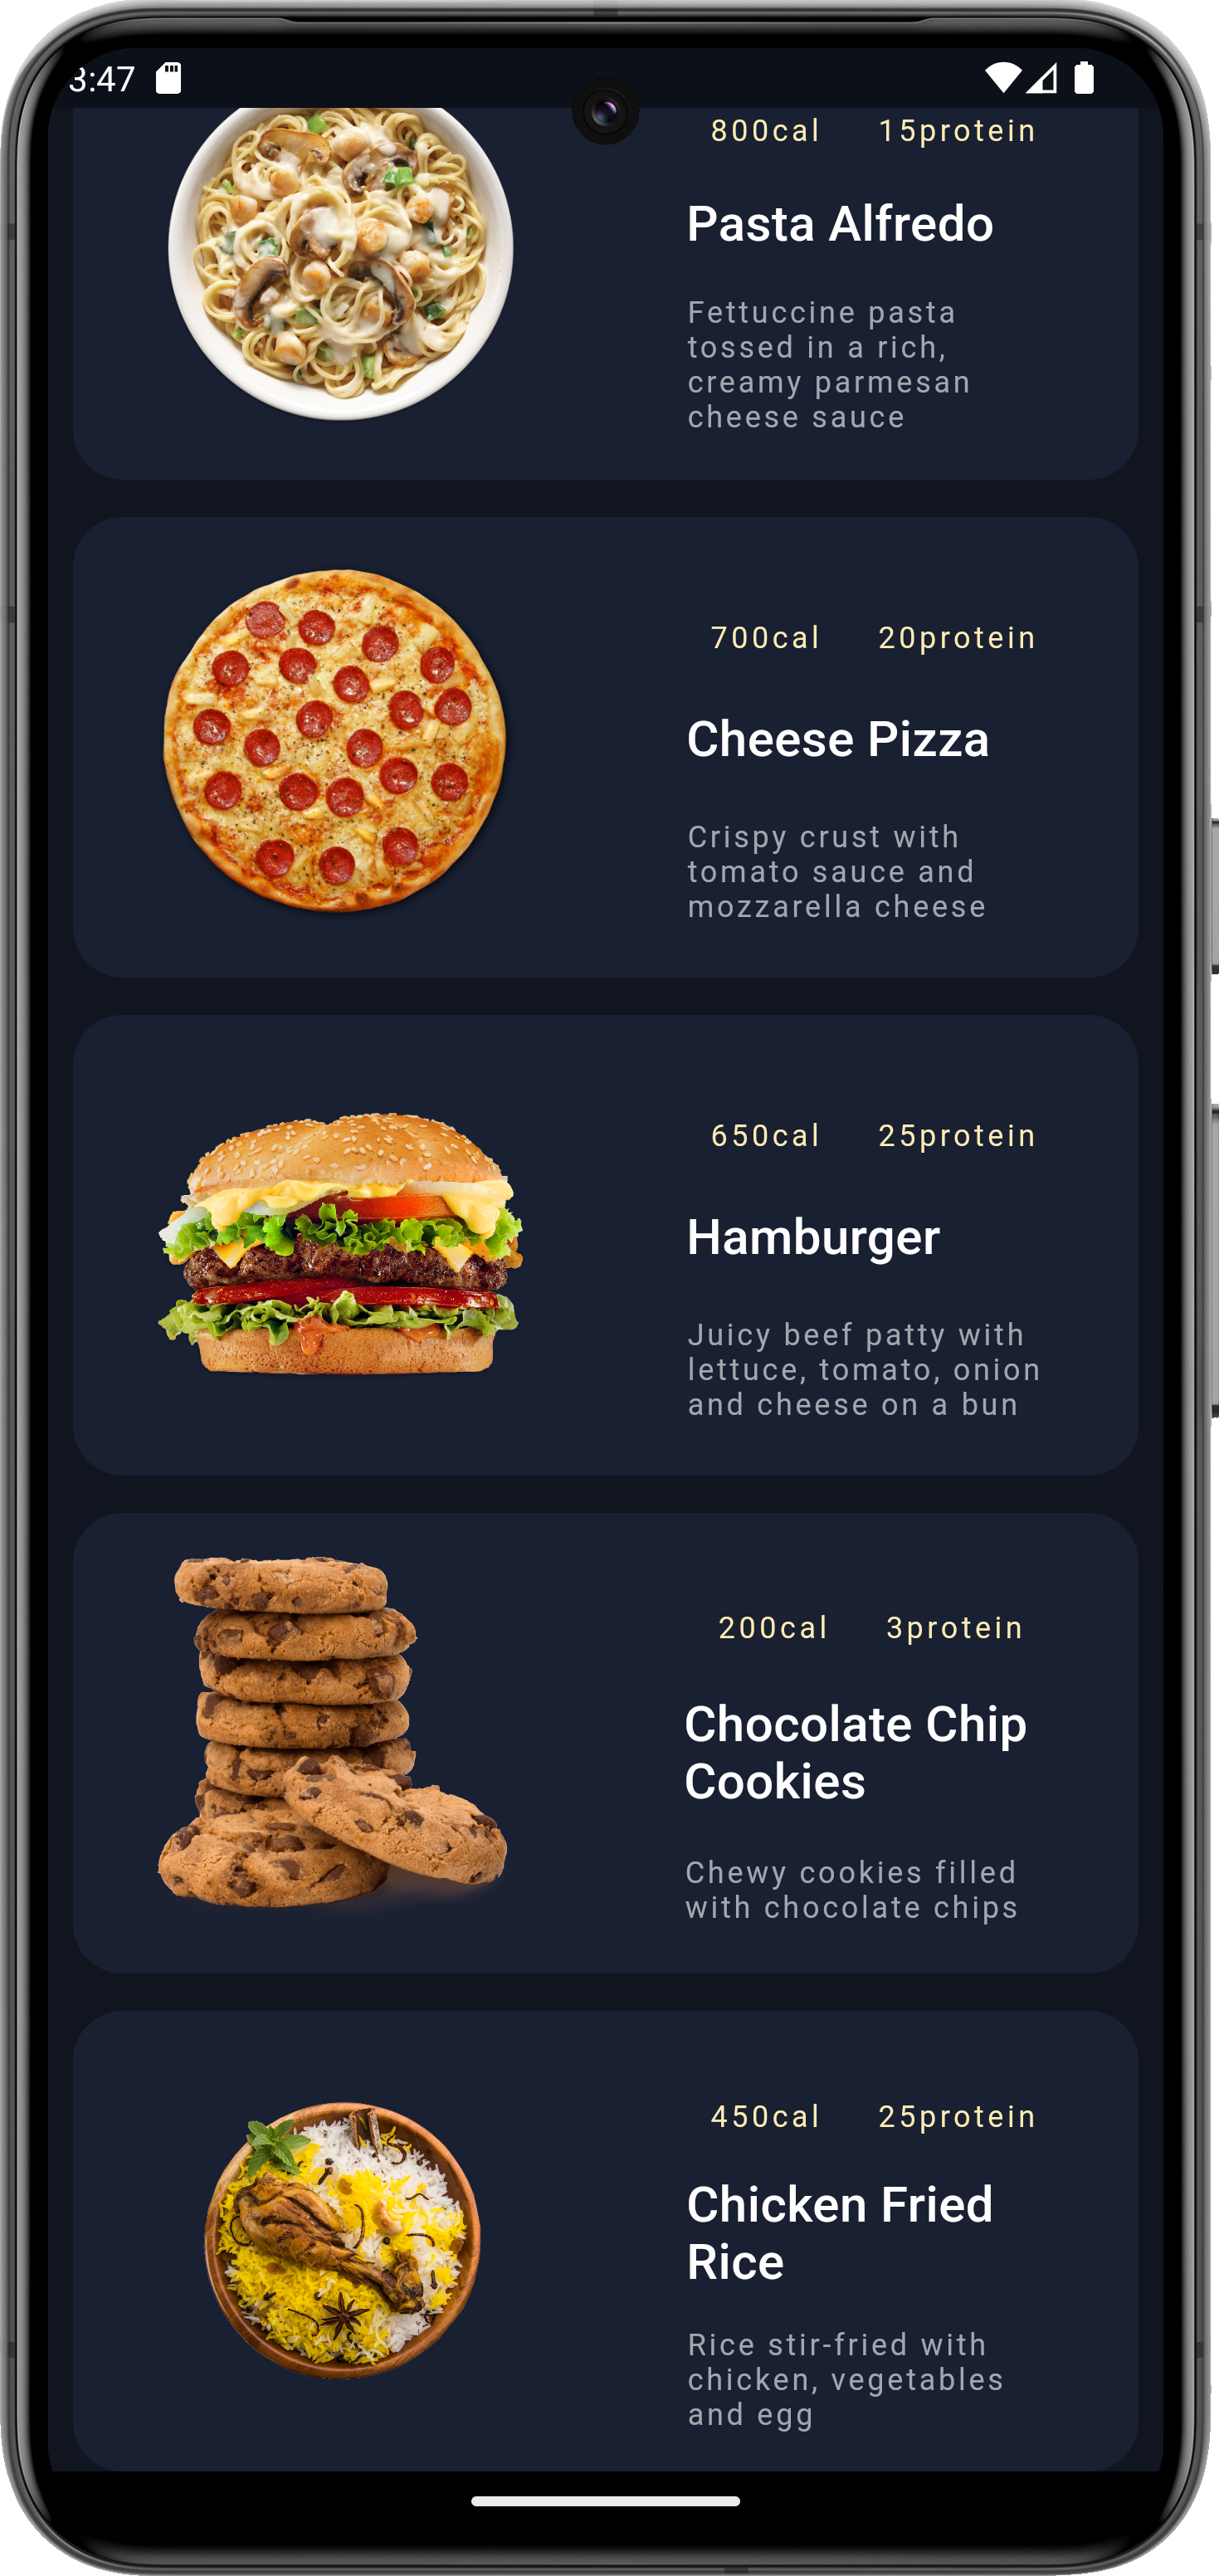 3:47
800cal 15protein
Pasta Alfredo
Fettuccine pasta
tossed in a rich,
creamy parmesan
cheese sauce
700cal 20protein
Cheese Pizza
Crispy crust with
tomato sauce and
mozzarella cheese
650cal 25protein
Hamburger
Juicy beef patty with
lettuce, tomato, onion
and cheese on a bun
200cal 3protein
Chocolate Chip
Cookies
Chewy cookies filled
with chocolate chips
450cal 25protein
Chicken Fried
Rice
Rice stir-fried with
chicken, vegetables
and egg